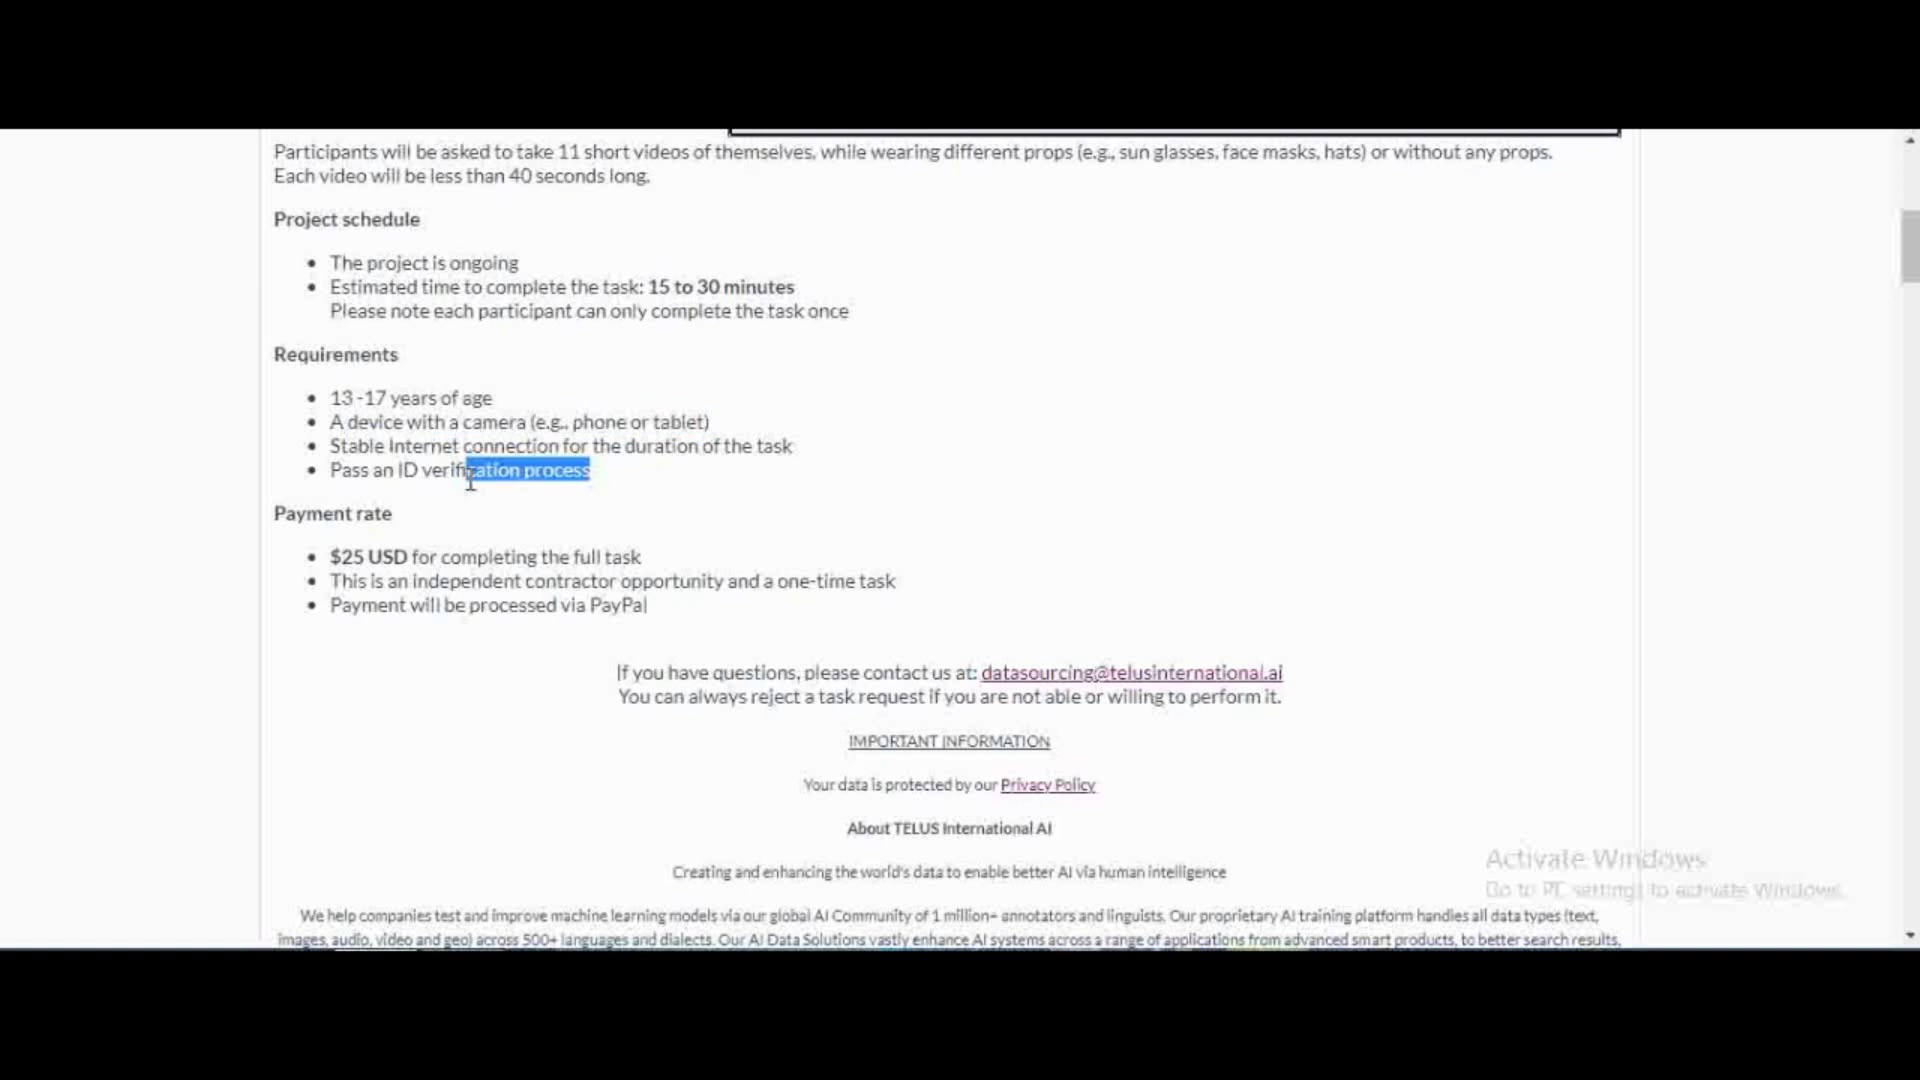 Participants will be asked to take 11 short videos of themselves, while wearing different props (e.g., sun glasses, face masks, hats) or without any props.
Each video will be less than 40 seconds long.
Project schedule
• The project is ongoing
• Estimated time to complete the task: 15 to 30 minutes
Please note each participant can only complete the task once
Requirements
• 13 -17 years of age
• A device with a camera (e.g., phone or tablet)
• Stable Internet connection for the duration of the task
• Pass an ID verification process
Payment rate
• $25 USD for completing the full task
• This is an independent contractor opportunity and a one-time task
• Payment will be processed via PayPal
If you have questions, please contact us at: datasourcing@telusinternational.ai
You can always reject a task request if you are not able or willing to perform it.
IMPORTANT INFORMATION
Your data is protected by our Privacy Policy
About TELUS International AI
Creating and enhancing the world's data to enable better AI via human intelligence
We help companies test and improve machine learning models via our global AI Community of 1 million+ annotators and linguists. Our proprietary AI training platform handles all data types (text,
images, audio, video and geo) across 500+ languages and dialects. Our AI Data Solutions vastly enhance AI systems across a range of applications from advanced smart products, to better search results,
Activate Windows
Go to PC settings to activate Windows.